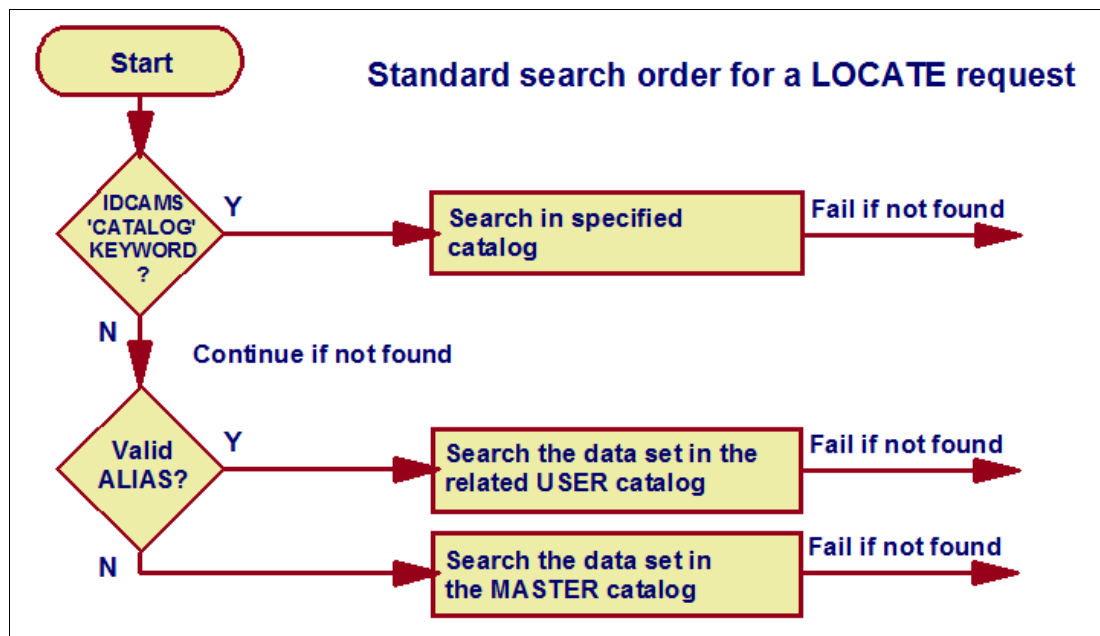 Start
Standard search order for a LOCATE request
IDCAMS
'CATALOG'
KEYWORD
?
Y
Search in specified
catalog
Fail if not found
N
Continue if not found
Valid
ALIAS?
Y
Search the data set in the
related USER catalog
Fail if not found
N
Search the data set in
the MASTER catalog
Fail if not found